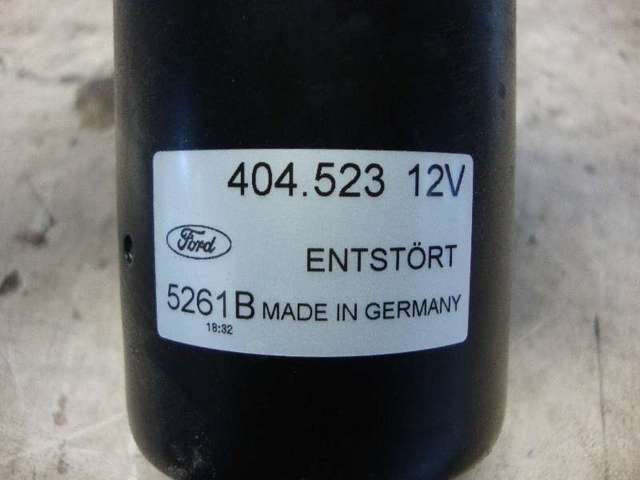 404.523 12V
Ford
ENTSTÖRT
5261B MADE IN GERMANY
18:32